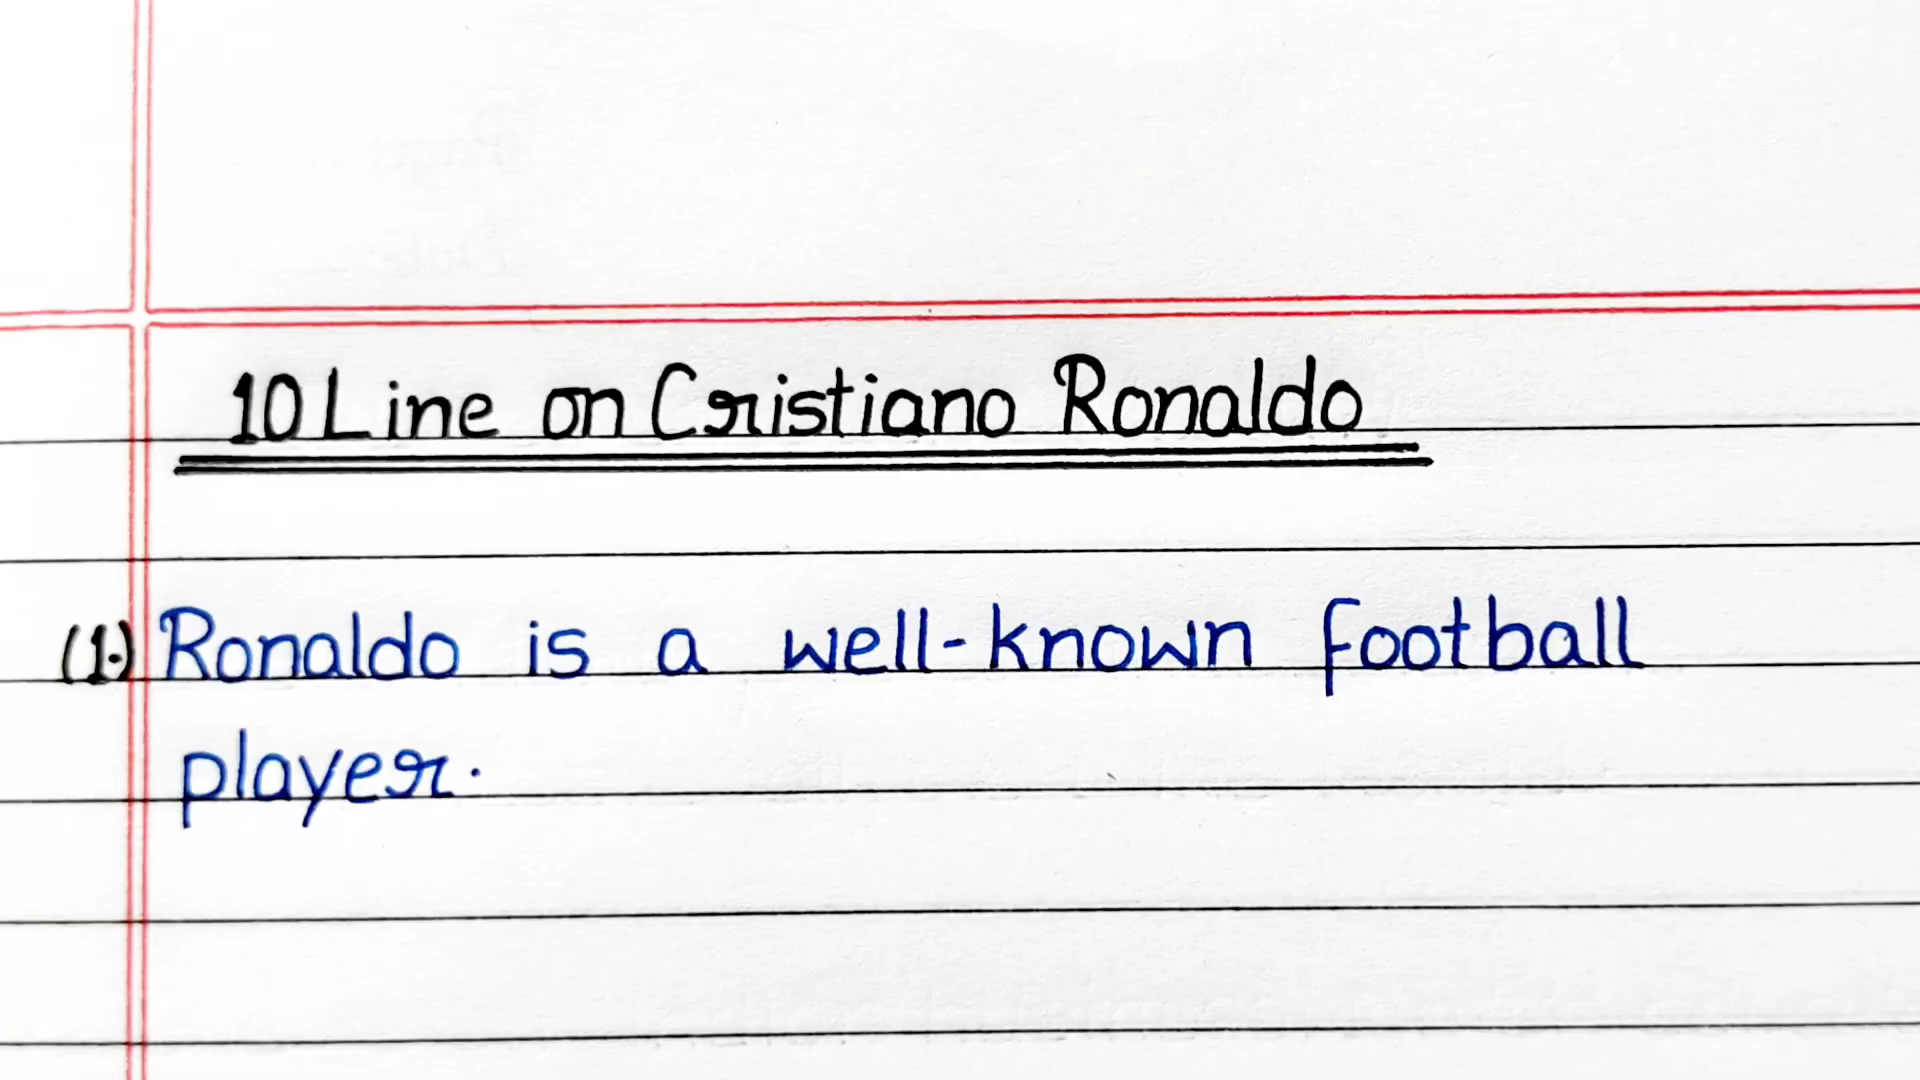 10 Line on Cristiano Ronaldo
(1.) Ronaldo is a well-known football
player.